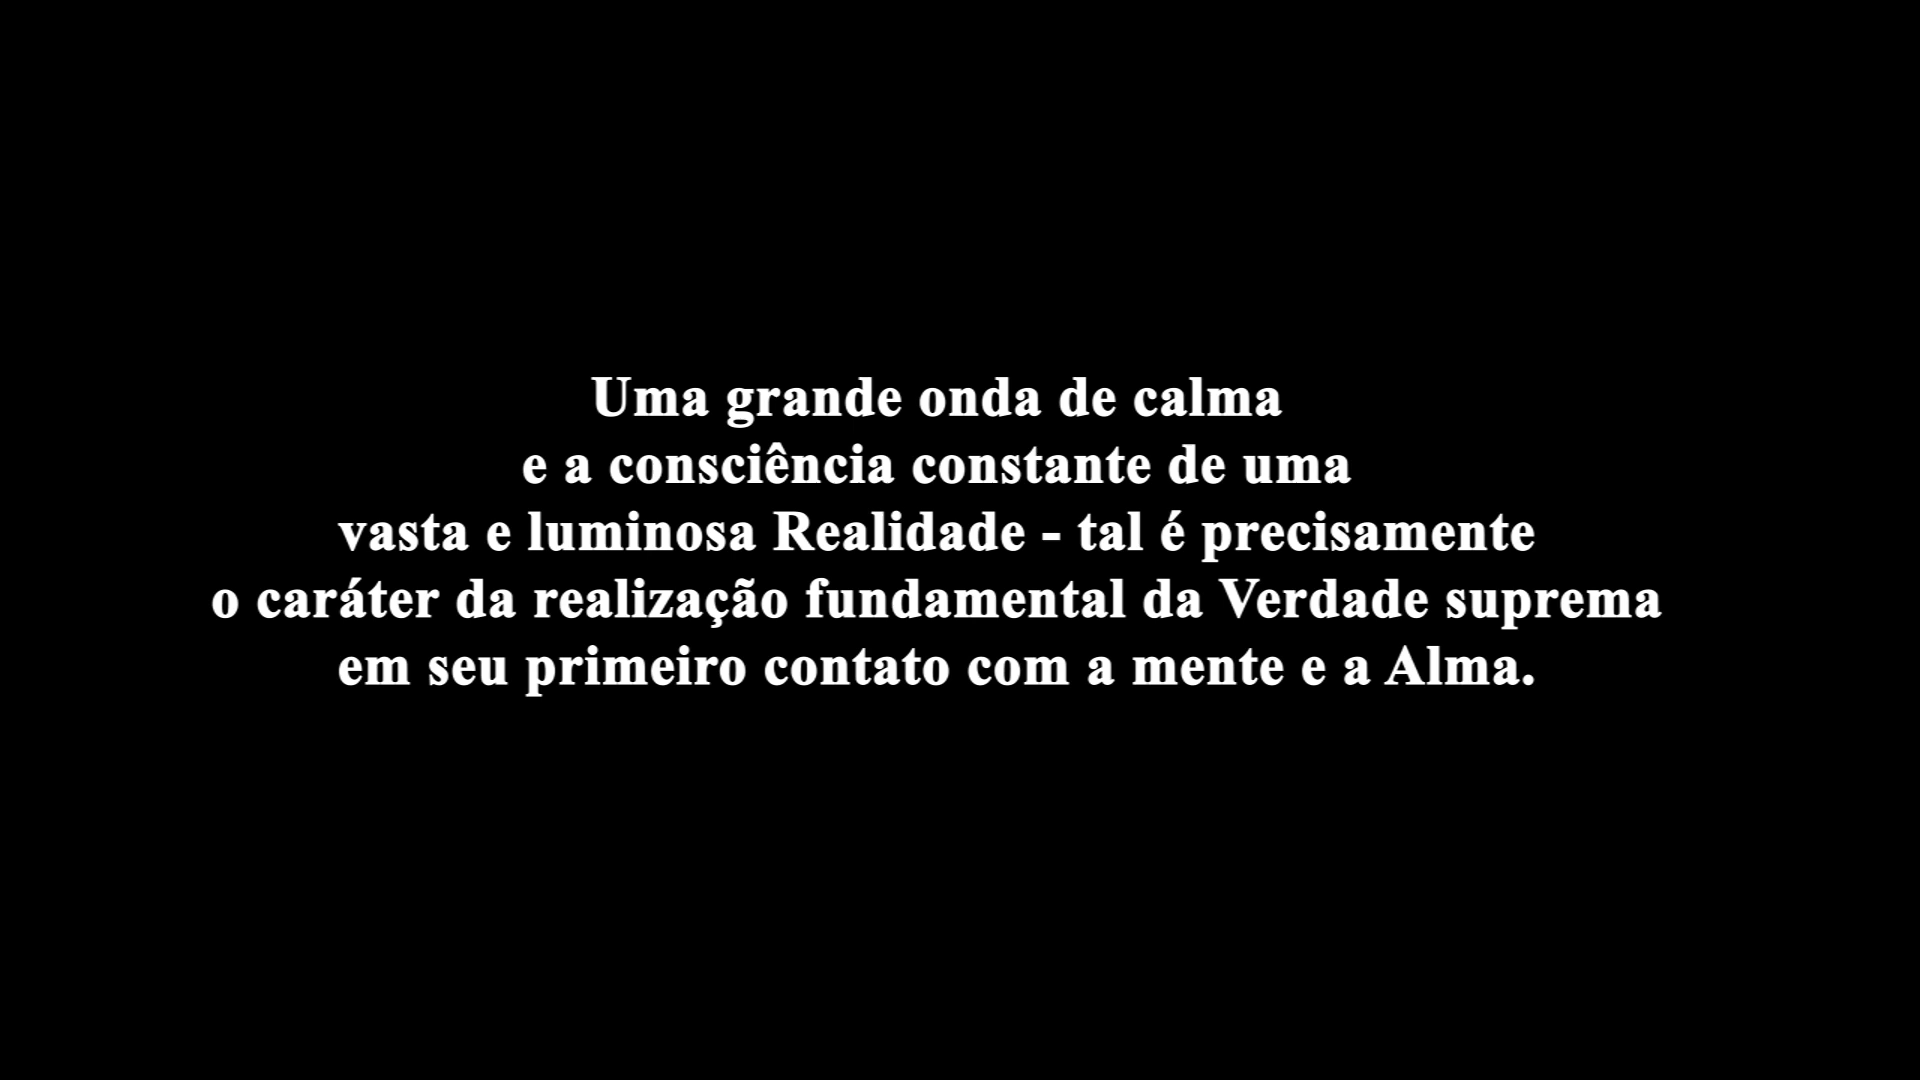 Uma grande onda de calma
e a consciência constante de uma
vasta e luminosa Realidade - tal é precisamente
o caráter da realização fundamental da Verdade suprema
em seu primeiro contato com a mente e a Alma.